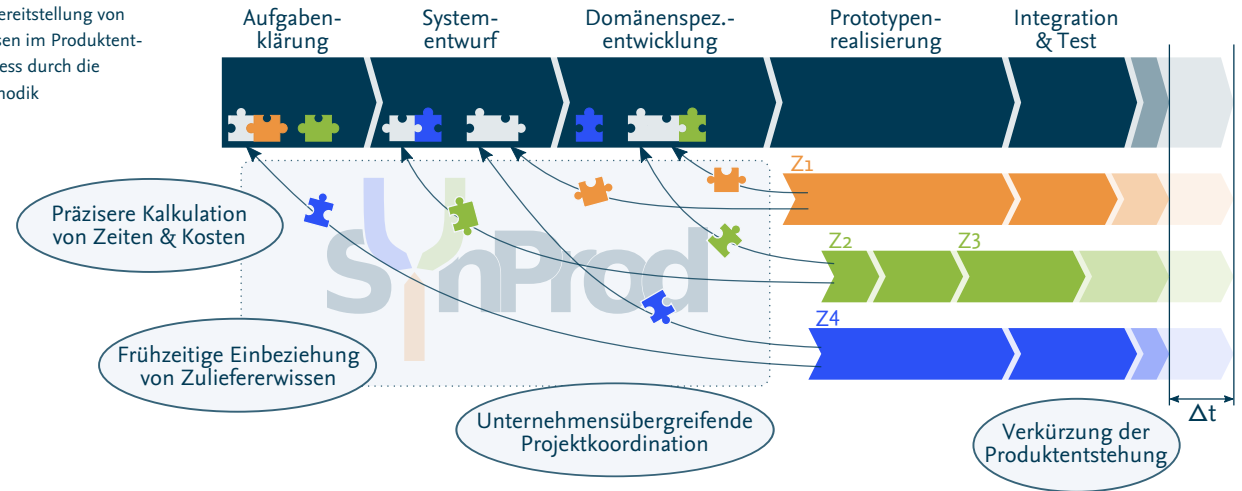 ereitstellung von
sen im Produktent-
ess durch die
nodik
Aufgaben-
klärung
System-
entwurf
Domänenspez.-
entwicklung
Prototypen-
realisierung
Integration
& Test
Z1
Z2
Z3
Z4
SynProd
Präzisere Kalkulation
von Zeiten & Kosten
Frühzeitige Einbeziehung
von Zuliefererwissen
Unternehmensübergreifende
Projektkoordination
Δt
Verkürzung der
Produktentstehung